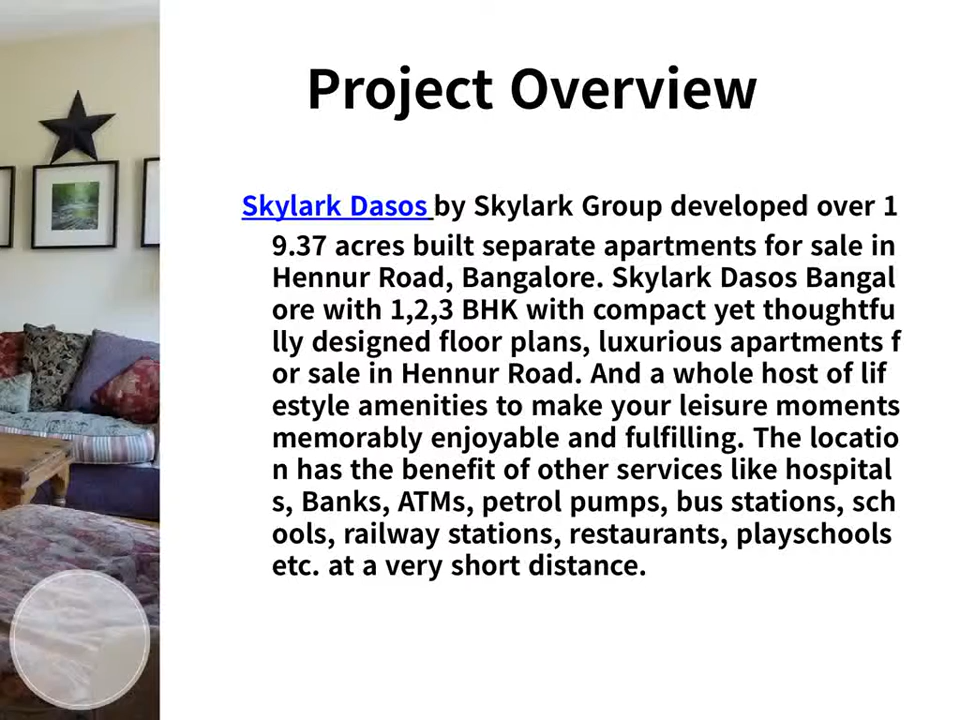 Project Overview
Skylark Dasos by Skylark Group developed over 1
9.37 acres built separate apartments for sale in
Hennur Road, Bangalore. Skylark Dasos Bangal
ore with 1,2,3 BHK with compact yet thoughtfu
lly designed floor plans, luxurious apartments f
or sale in Hennur Road. And a whole host of lif
estyle amenities to make your leisure moments
memorably enjoyable and fulfilling. The locatio
n has the benefit of other services like hospital
s, Banks, ATMs, petrol pumps, bus stations, sch
ools, railway stations, restaurants, playschools
etc. at a very short distance.